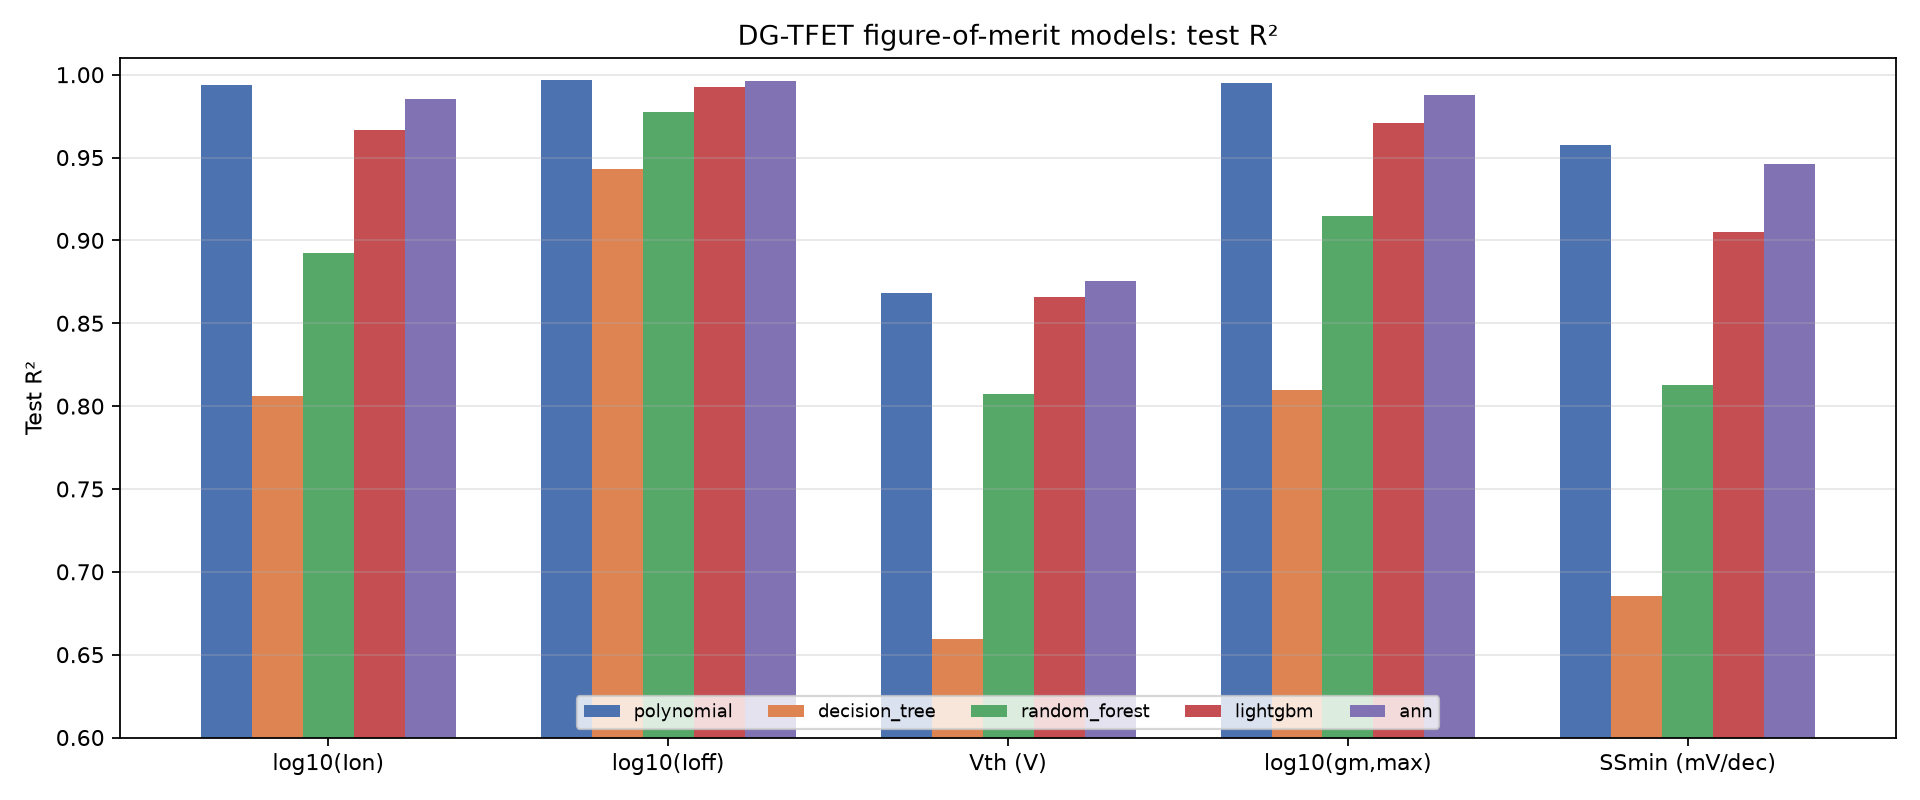 DG-TFET figure-of-merit models: test R²
Test R²
1.00
0.95
0.90
0.85
0.80
0.75
0.70
0.65
0.60
polynomial decision_tree random_forest lightgbm ann
log10(Ion) log10(Ioff) Vth (V) log10(gm,max) SSmin (mV/dec)